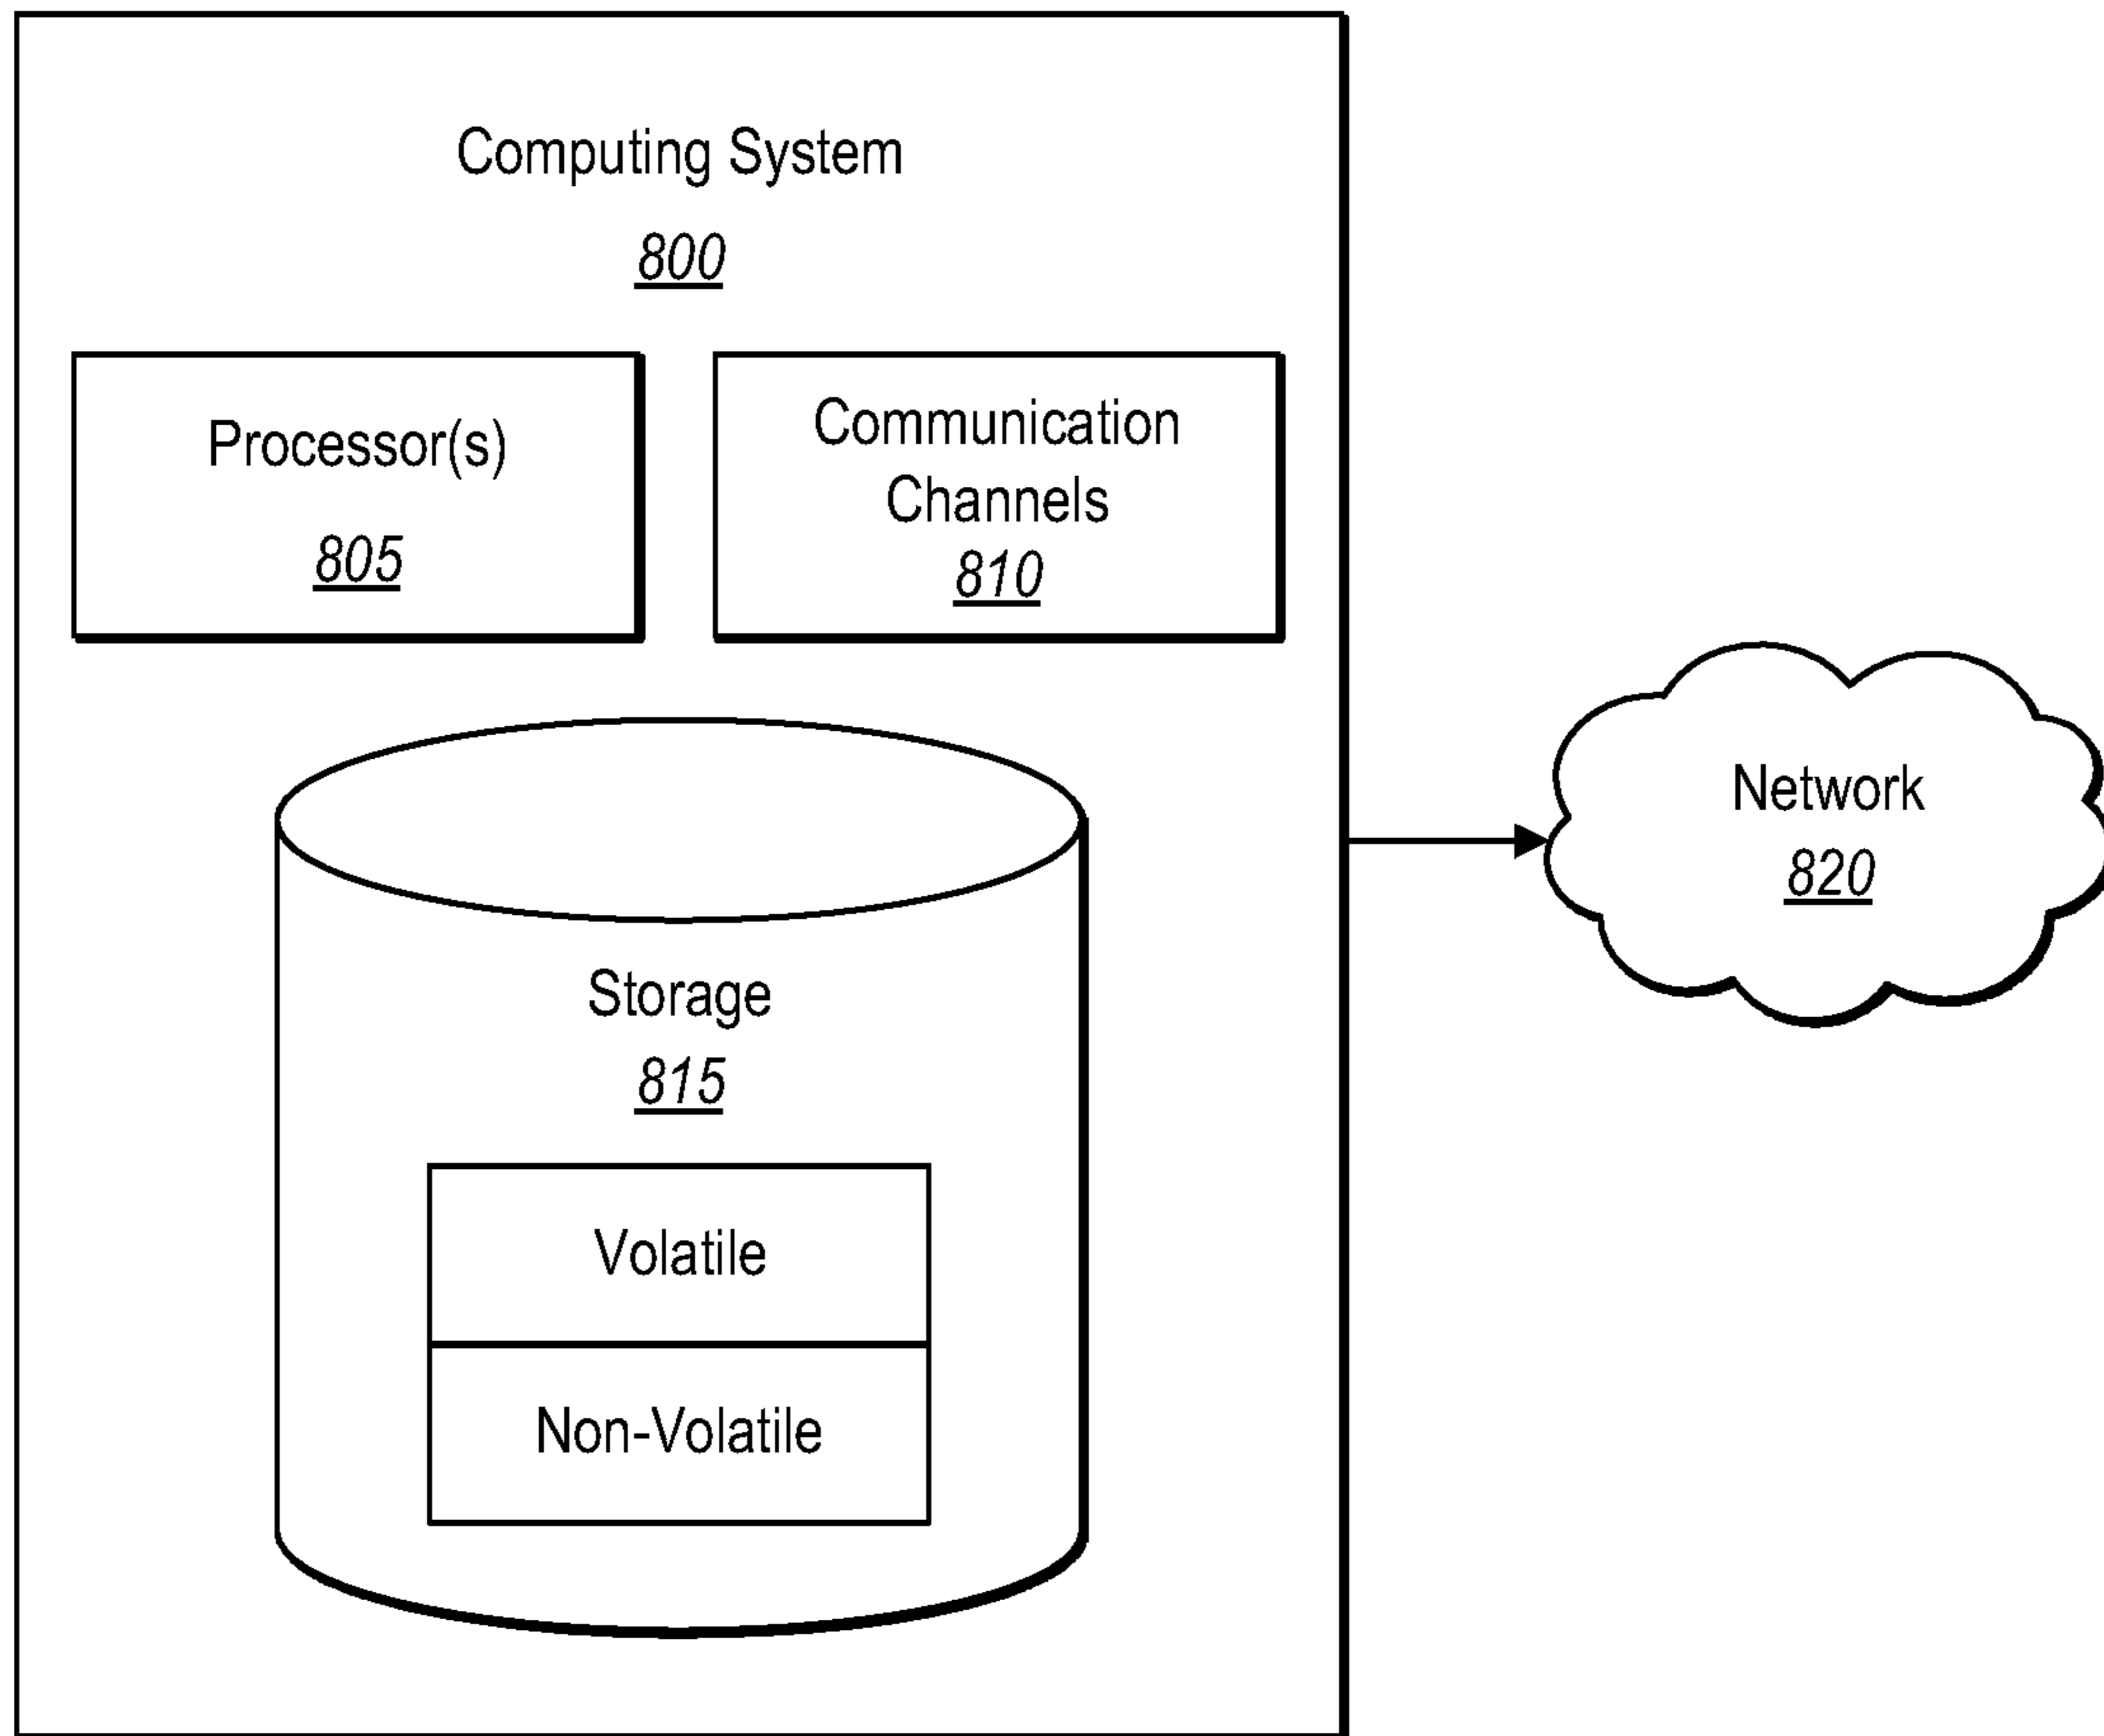 Computing System
800
Processor(s)
805
Communication
Channels
810
Storage
815
Volatile
Non-Volatile
Network
820